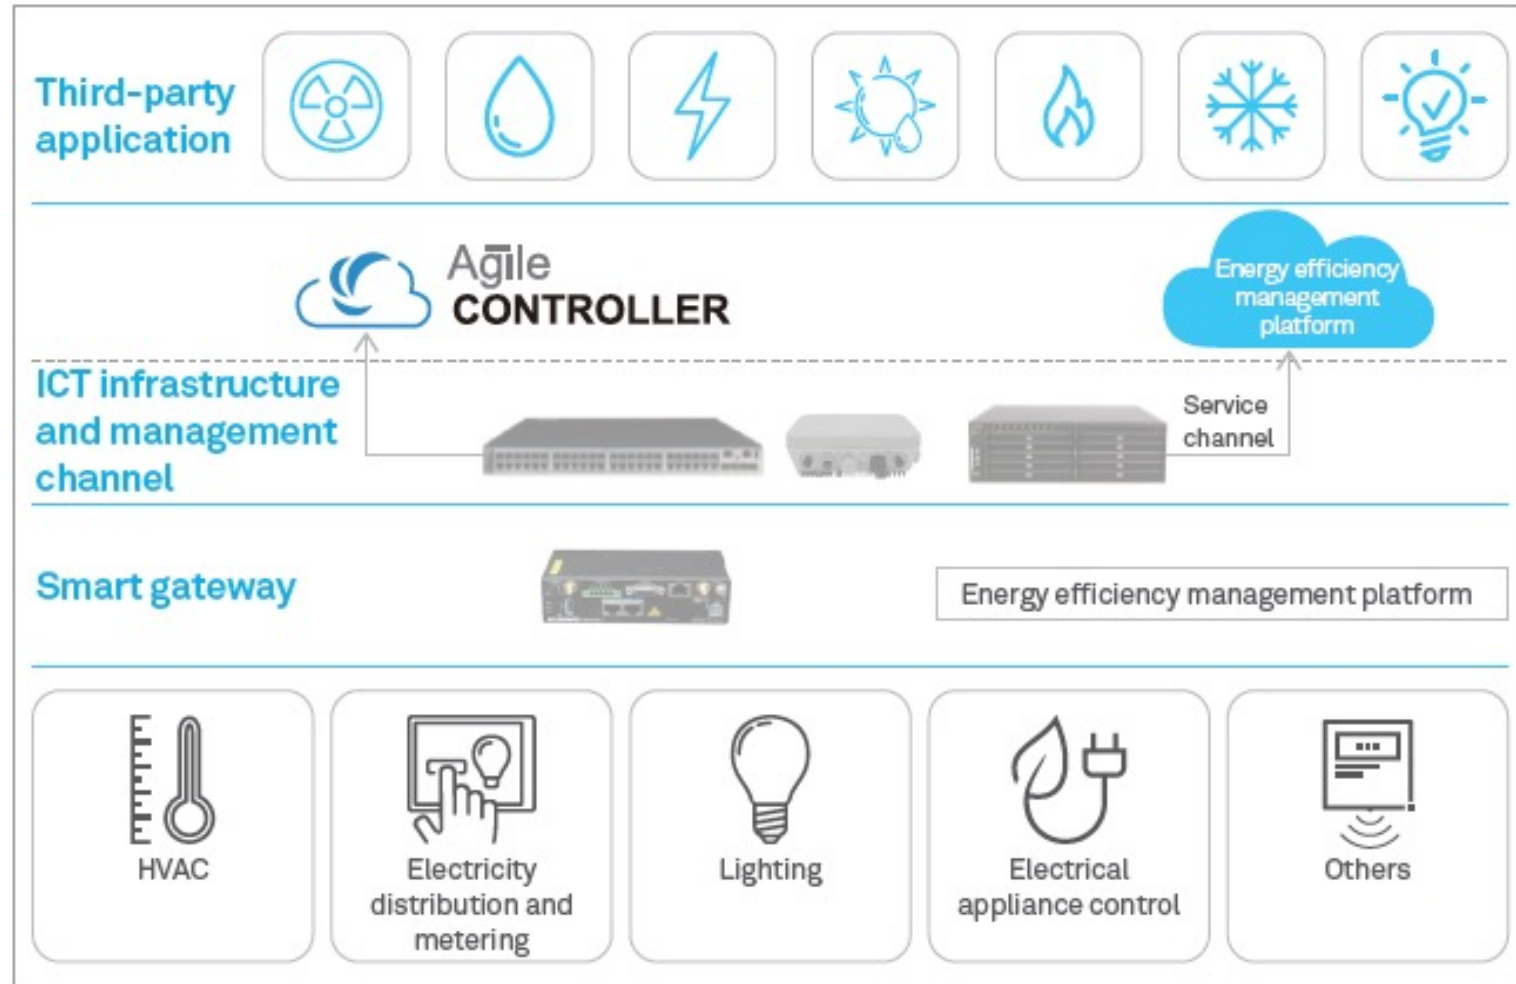 Third-party
application
Agile
CONTROLLER
Energy efficiency
management
platform
ICT infrastructure
and management
channel
Service
channel
Smart gateway
Energy efficiency management platform
HVAC
Electricity
distribution and
metering
Lighting
Electrical
appliance control
Others